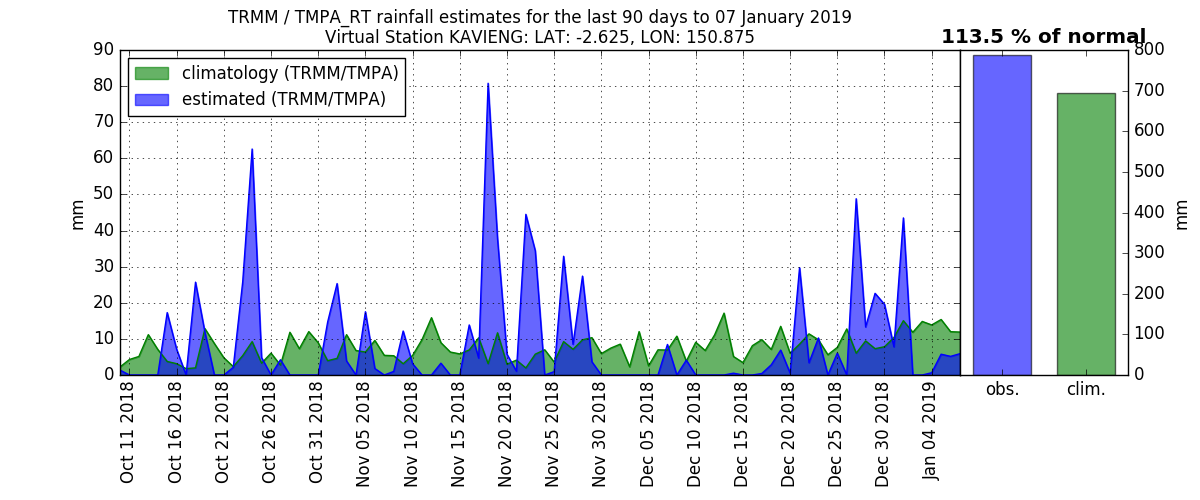 TRMM / TMPA_RT rainfall estimates for the last 90 days to 07 January 2019
Virtual Station KAVIENG: LAT: -2.625, LON: 150.875
113.5 % of normal
climatology (TRMM/TMPA)
estimated (TRMM/TMPA)
mm
90
80
70
60
50
40
30
20
10
0
Oct 11 2018
Oct 16 2018
Oct 21 2018
Oct 26 2018
Oct 31 2018
Nov 05 2018
Nov 10 2018
Nov 15 2018
Nov 20 2018
Nov 25 2018
Nov 30 2018
Dec 05 2018
Dec 10 2018
Dec 15 2018
Dec 20 2018
Dec 25 2018
Dec 30 2018
Jan 04 2019
obs.
clim.
800
700
600
500
400
300
200
100
0
mm